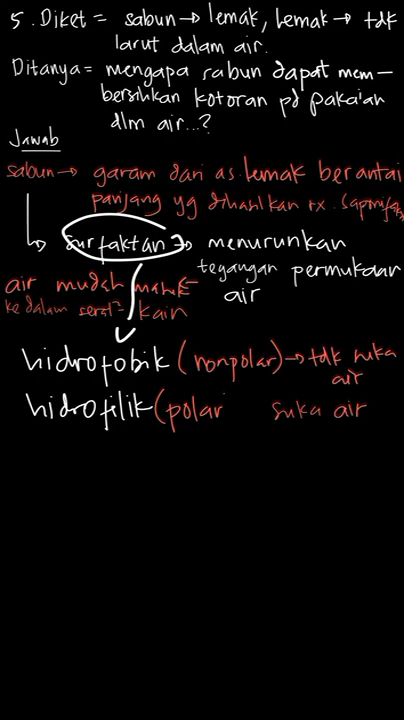 5. Diket = sabun → lemak, lemak → tdk
larut dalam air.
Ditanya = mengapa sabun dapat mem-
bersihkan kotoran pd pakaian
dlm air...?
Jawab
sabun → garam dari as. lemak berantai
panjang yg dihasilkan rx. saponifikasi
↳ surfaktan → menurunkan
tegangan permukaan
air
air mudah masuk
ke dalam serat² kain
hidrofobik (nonpolar) → tdk suka
air
hidrofilik (polar suka air